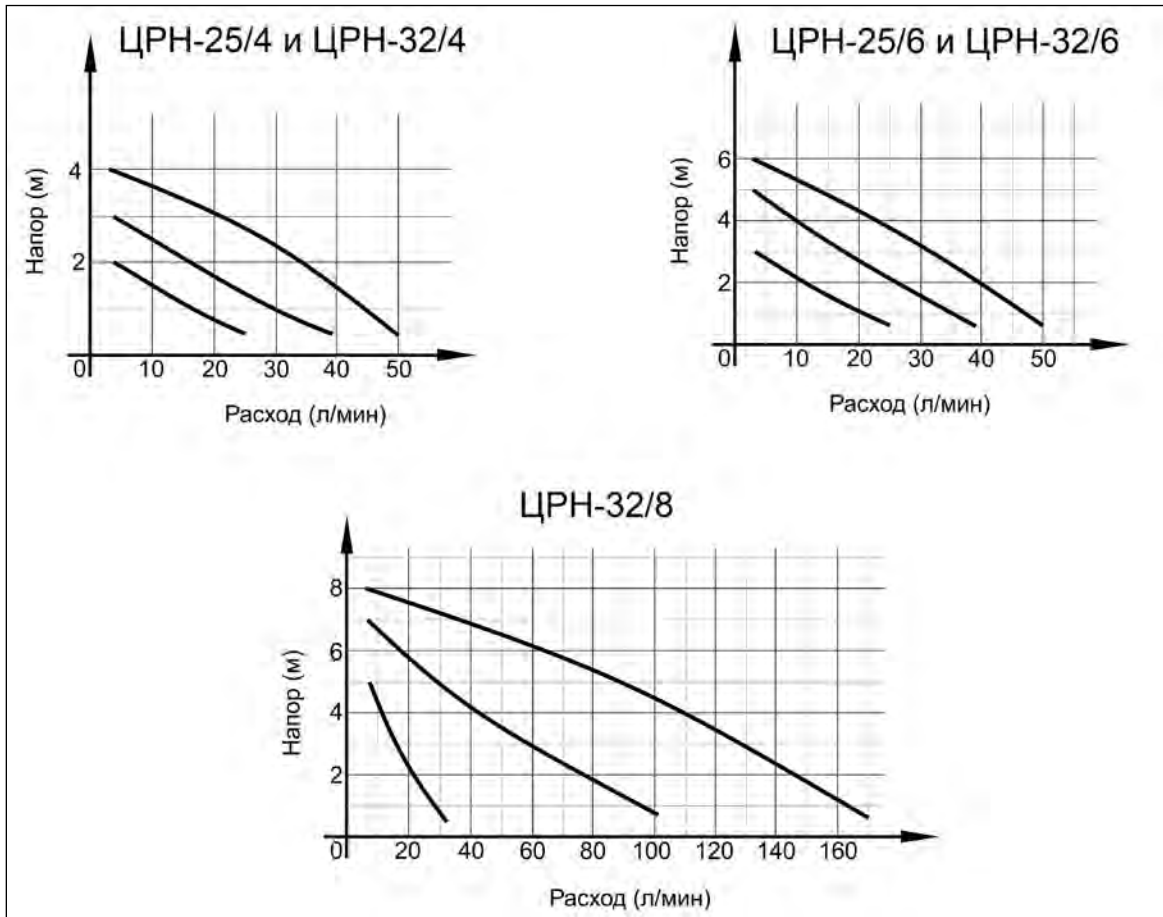 ЦРН-25/4 и ЦРН-32/4
Напор (м)
4
2
0 10 20 30 40 50
Расход (л/мин)
ЦРН-25/6 и ЦРН-32/6
Напор (м)
6
4
2
0 10 20 30 40 50
Расход (л/мин)
ЦРН-32/8
Напор (м)
8
6
4
2
0 20 40 60 80 100 120 140 160
Расход (л/мин)